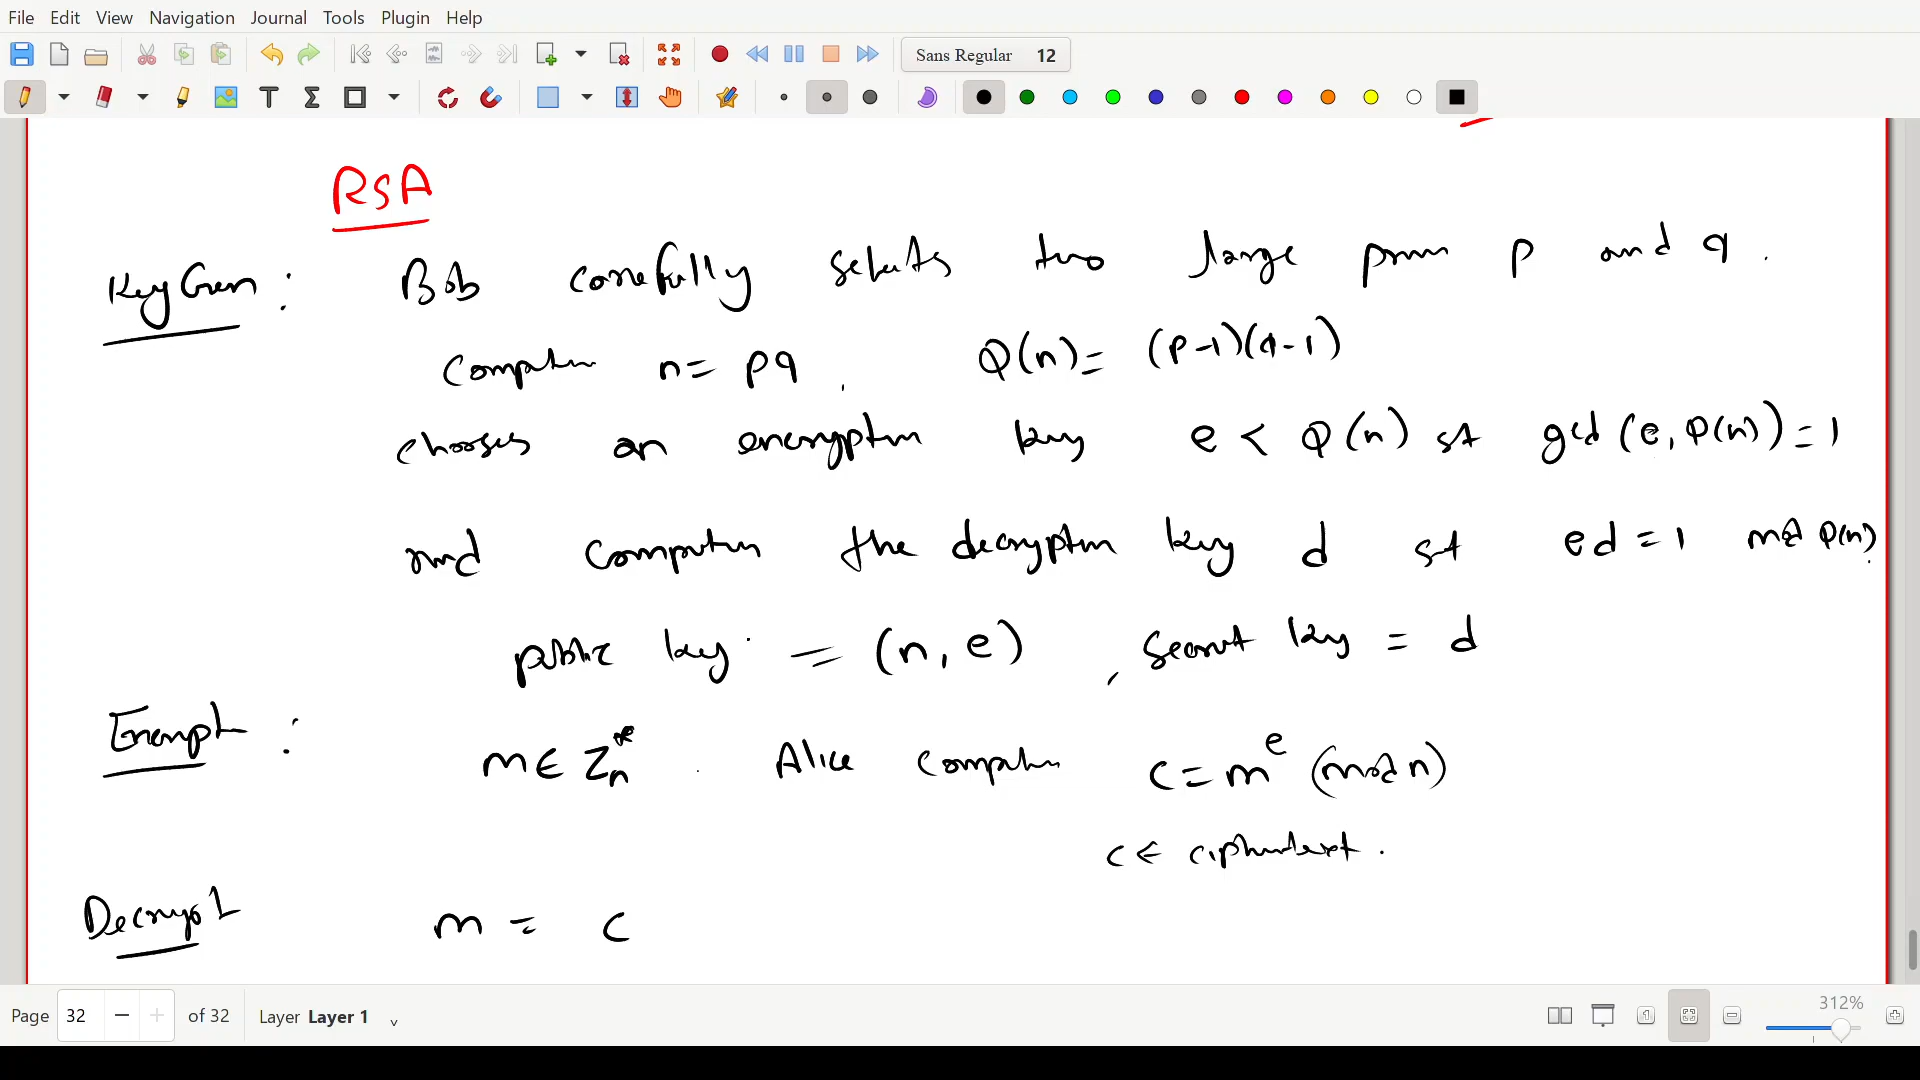 File Edit View Navigation Journal Tools Plugin Help
Sans Regular 12
RSA
KeyGen : Bob carefully selects two large prim p and q .
Computes n = pq , φ(n) = (p-1)(q-1)
chooses an encryption key e < φ(n) st gcd (e, φ(n)) = 1
and computes the decryption key d st ed = 1 mod φ(n).
public key = (n, e) , Secret key = d
Encrypt : m ∈ Z*n . Alice computes c = m^e (mod n)
c ← ciphertext .
Decrypt m = c
Page 32 of 32 Layer Layer 1 312%